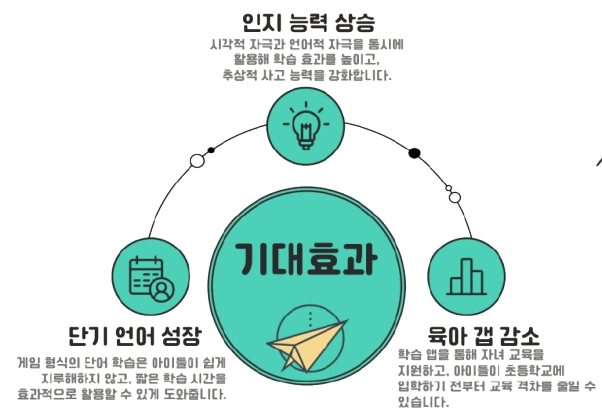 인지 능력 상승
시각적 자극과 언어적 자극을 동시에
활용해 학습 효과를 높이고,
추상적 사고 능력을 강화합니다.
기대효과
단기 언어 성장
게임 형식의 단어 학습은 아이들이 쉽게
지루해하지 않고, 짧은 학습 시간을
효과적으로 활용할 수 있게 도와줍니다.
육아 갭 감소
학습 앱을 통해 자녀 교육을
지원하고, 아이들이 초등학교에
입학하기 전부터 교육 격차를 줄일 수
있습니다.